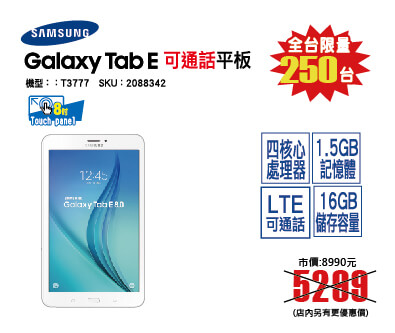 SAMSUNG
Galaxy Tab E 可通話平板
機型：：T3777 SKU：2088342
8吋
Touch panel
全台限量
250台
12:45
SAMSUNG
Galaxy Tab E 8.0
四核心
處理器
1.5GB
記憶體
LTE
可通話
16GB
儲存容量
市價:8990元
5289
(店內另有更優惠價)